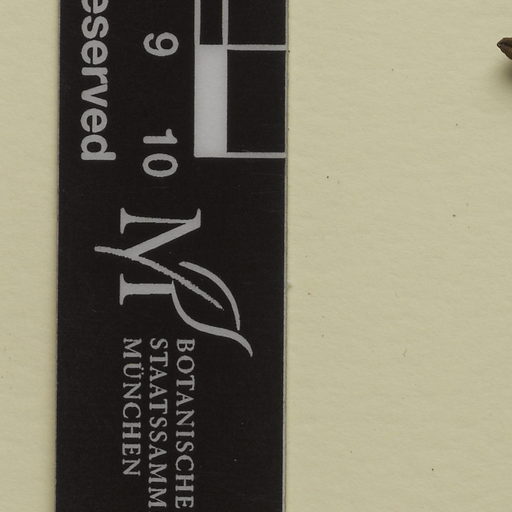 eserved
9
10
M
BOTANISCHE
STAATSSAMM
MÜNCHEN